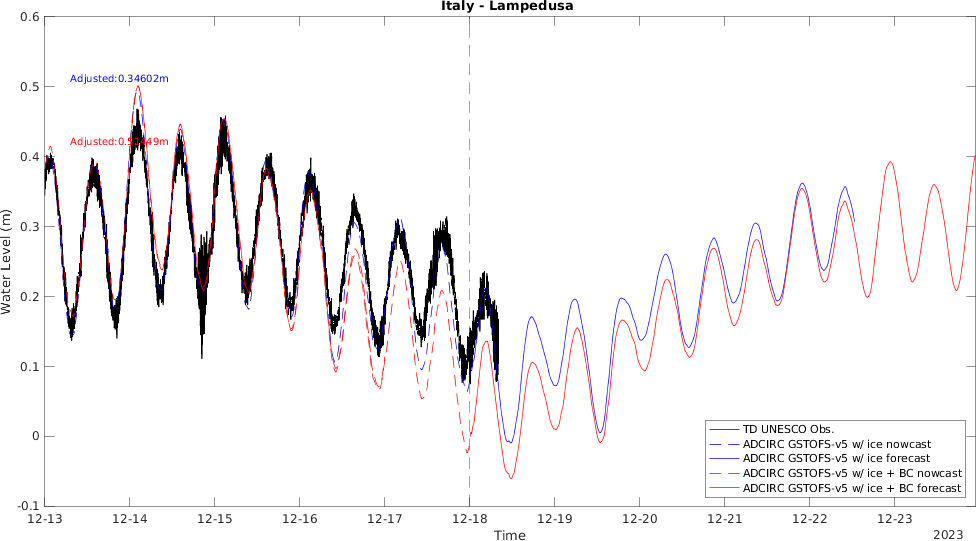 Italy - Lampedusa
0.6
0.5
0.4
0.3
0.2
0.1
0
-0.1
Water Level (m)
Adjusted:0.34602m
TD UNESCO Obs.
ADCIRC GSTOFS-v5 w/ ice nowcast
ADCIRC GSTOFS-v5 w/ ice forecast
ADCIRC GSTOFS-v5 w/ ice + BC nowcast
ADCIRC GSTOFS-v5 w/ ice + BC forecast
12-13 12-14 12-15 12-16 12-17 12-18 12-19 12-20 12-21 12-22 12-23
Time
2023